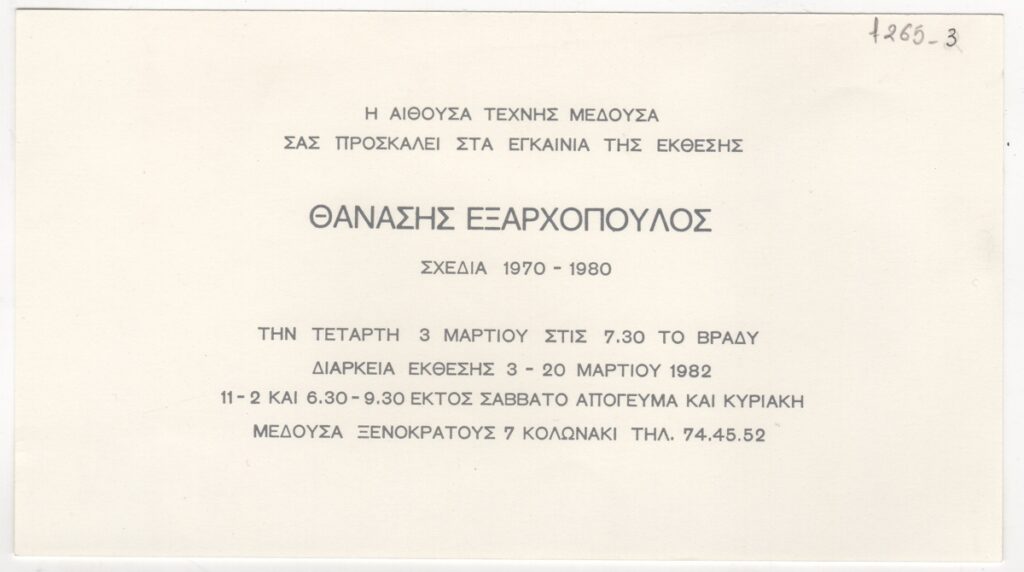 1265-3
Η ΑΙΘΟΥΣΑ ΤΕΧΝΗΣ ΜΕΔΟΥΣΑ
ΣΑΣ ΠΡΟΣΚΑΛΕΙ ΣΤΑ ΕΓΚΑΙΝΙΑ ΤΗΣ ΕΚΘΕΣΗΣ
ΘΑΝΑΣΗΣ ΕΞΑΡΧΟΠΟΥΛΟΣ
ΣΧΕΔΙΑ 1970 - 1980
ΤΗΝ ΤΕΤΑΡΤΗ 3 ΜΑΡΤΙΟΥ ΣΤΙΣ 7.30 ΤΟ ΒΡΑΔΥ
ΔΙΑΡΚΕΙΑ ΕΚΘΕΣΗΣ 3 - 20 ΜΑΡΤΙΟΥ 1982
11-2 ΚΑΙ 6.30-9.30 ΕΚΤΟΣ ΣΑΒΒΑΤΟ ΑΠΟΓΕΥΜΑ ΚΑΙ ΚΥΡΙΑΚΗ
ΜΕΔΟΥΣΑ ΞΕΝΟΚΡΑΤΟΥΣ 7 ΚΟΛΩΝΑΚΙ ΤΗΛ. 74.45.52